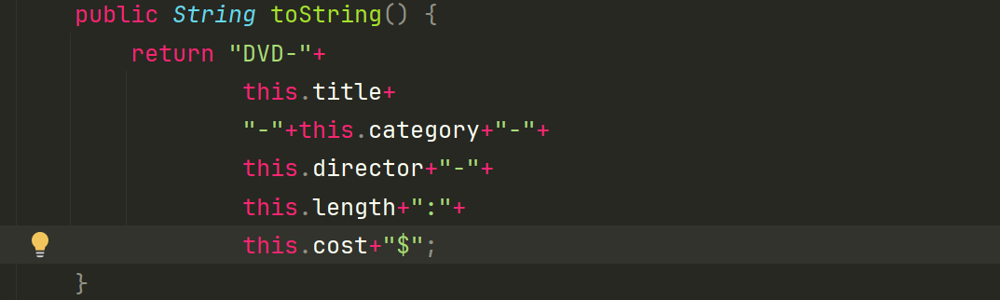 public String toString() {
return "DVD-"+
this.title+
"-"+this.category+"-"+
this.director+"-"+
this.length+":"+
this.cost+"$";
}